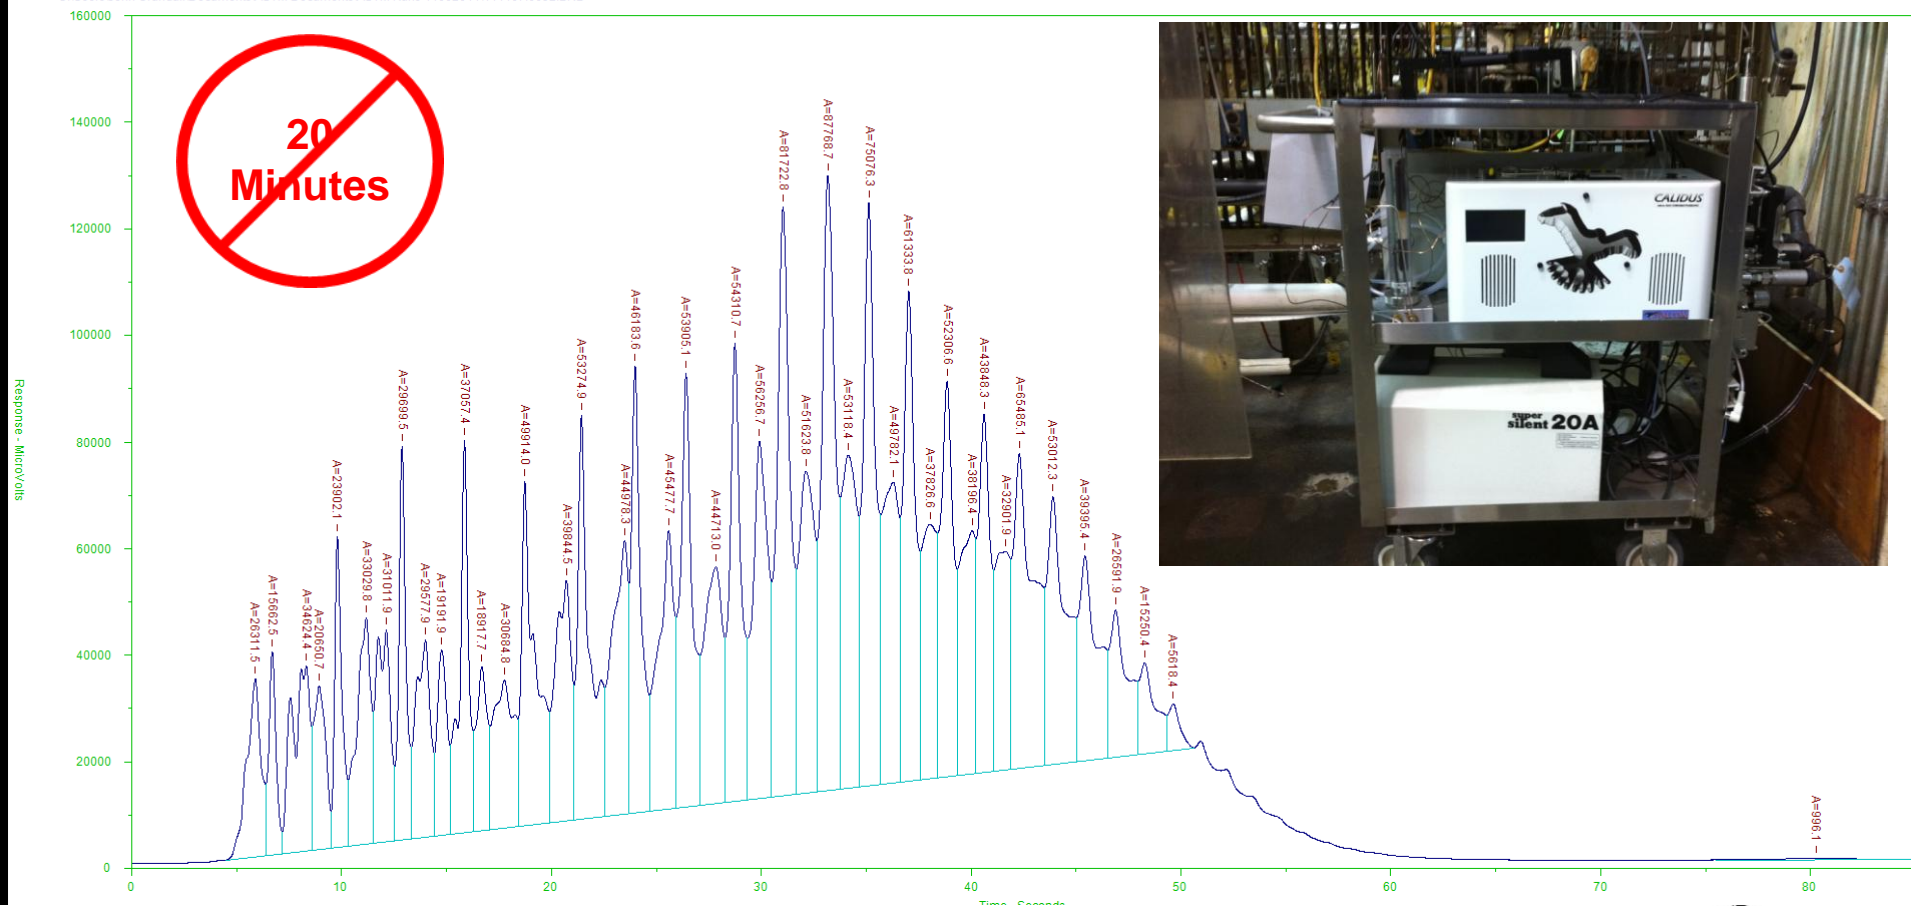 160000
140000
120000
100000
80000
60000
40000
20000
0
Response - MicroVolts
20
Minutes
A=26311.5
A=15662.5
A=34624.4
A=20650.7
A=23902.1
A=33029.8
A=31011.9
A=29699.5
A=29577.9
A=19191.9
A=37057.4
A=18917.7
A=30684.8
A=49914.0
A=39844.5
A=53274.9
A=44978.3
A=46183.6
A=45477.7
A=53905.1
A=44713.0
A=54310.7
A=56256.7
A=81722.8
A=51623.8
A=87768.7
A=53118.4
A=75076.3
A=49782.1
A=61333.8
A=37826.6
A=52306.6
A=38196.4
A=43848.3
A=32901.9
A=65485.1
A=53012.3
A=39395.4
A=26591.9
A=15250.4
A=5618.4
A=996.1
CALIDUS
super
silent 20A
0 10 20 30 40 50 60 70 80
Time - Seconds